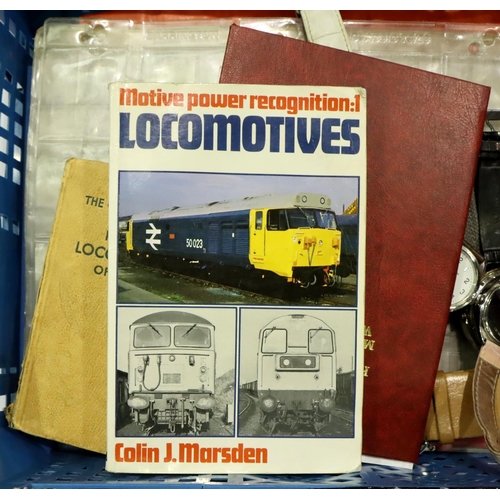 Motive power recognition:1
LOCOMOTIVES
50 023
Colin J. Marsden
THE
LOCO
OF